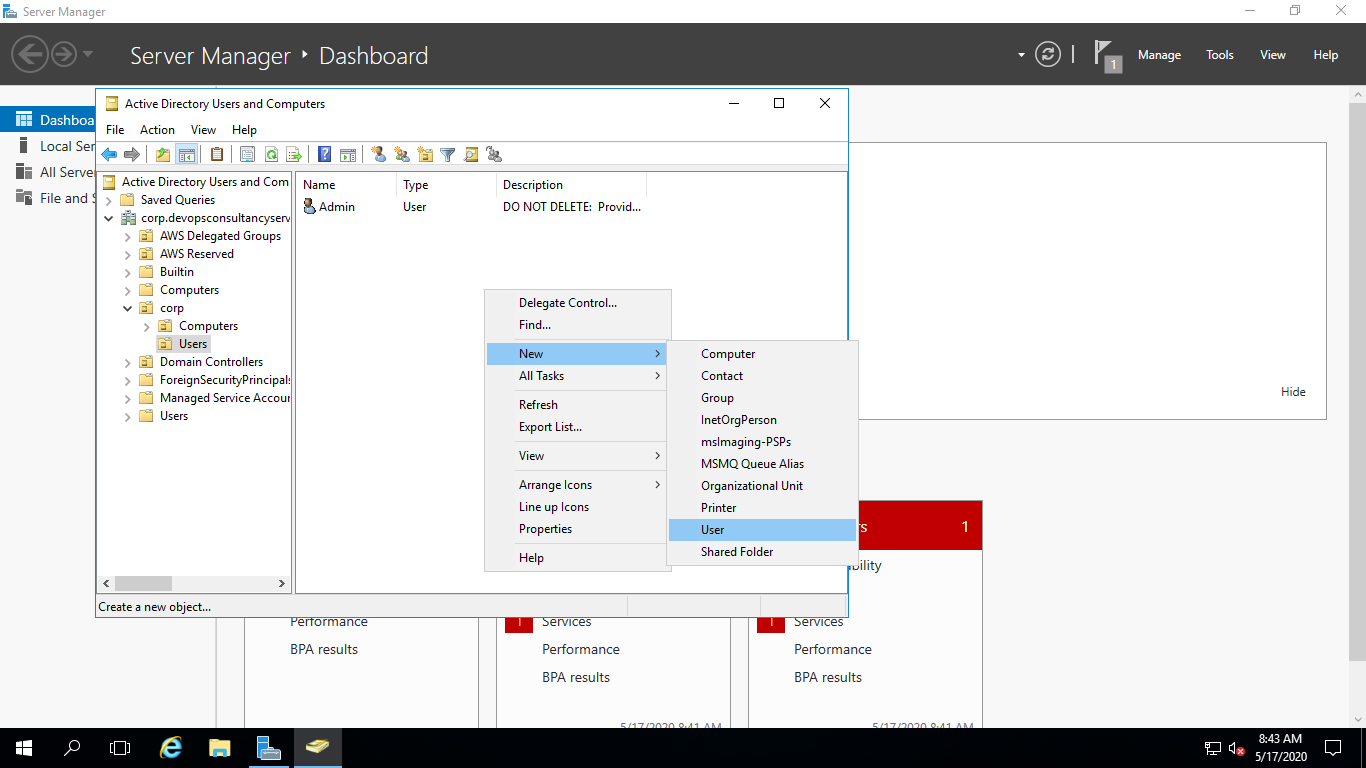 Server Manager
Server Manager ‣ Dashboard
1
Manage
Tools
View
Help
Active Directory Users and Computers
Dashboa
Local Ser
All Server
File and S
File
Action
View
Help
Active Directory Users and Com
Saved Queries
corp.devopsconsultancyserv
AWS Delegated Groups
AWS Reserved
Builtin
Computers
corp
Computers
Users
Domain Controllers
ForeignSecurityPrincipals
Managed Service Accour
Users
Name
Type
Description
Admin
User
DO NOT DELETE: Provid...
Delegate Control...
Find...
New
All Tasks
Refresh
Export List...
View
Arrange Icons
Line up Icons
Properties
Help
Computer
Contact
Group
InetOrgPerson
msImaging-PSPs
MSMQ Queue Alias
Organizational Unit
Printer
User
Shared Folder
Hide
1
Create a new object...
Performance
BPA results
1
Services
Performance
BPA results
5/17/2020 8:41 AM
1
Services
Performance
BPA results
5/17/2020 8:41 AM
8:43 AM
5/17/2020